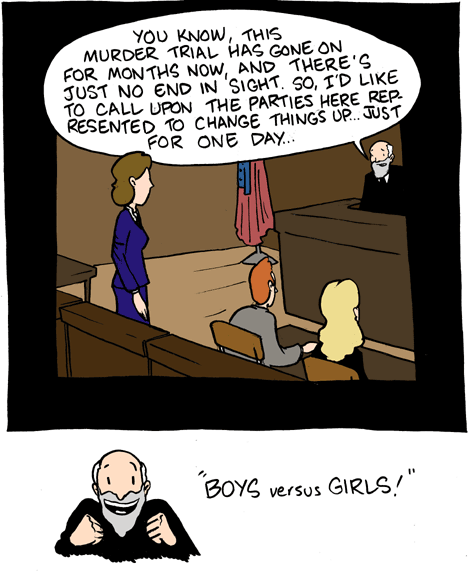 YOU KNOW, THIS
MURDER TRIAL HAS GONE ON
FOR MONTHS NOW, AND THERE'S
JUST NO END IN SIGHT. SO, I'D LIKE
TO CALL UPON THE PARTIES HERE REP-
RESENTED TO CHANGE THINGS UP... JUST
FOR ONE DAY...
"BOYS versus GIRLS!"